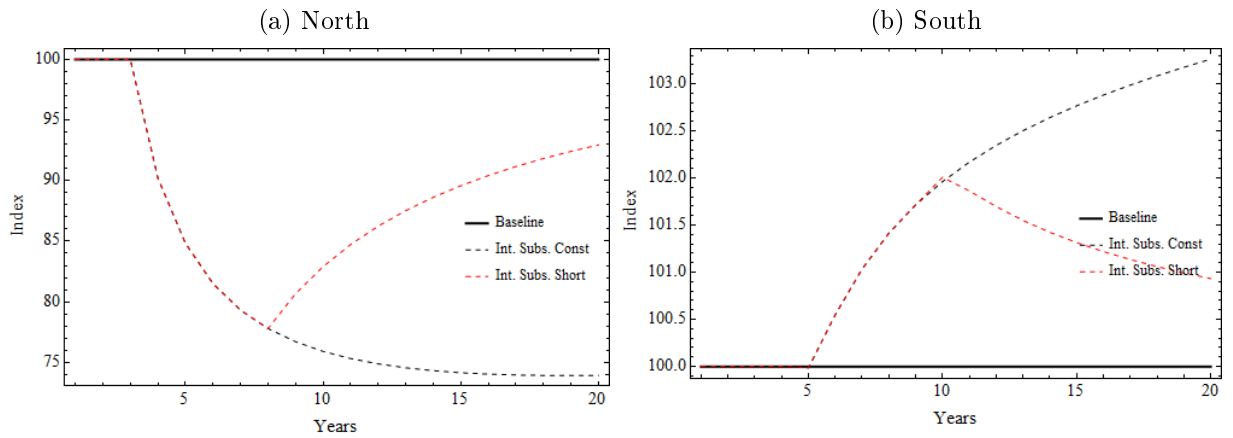 (a) North
100
95
90
85
80
75
Index
Baseline
Int. Subs. Const
Int. Subs. Short
5
10
15
20
Years
(b) South
103.0
102.5
102.0
101.5
101.0
100.5
100.0
Index
Baseline
Int. Subs. Const
Int. Subs. Short
5
10
15
20
Years